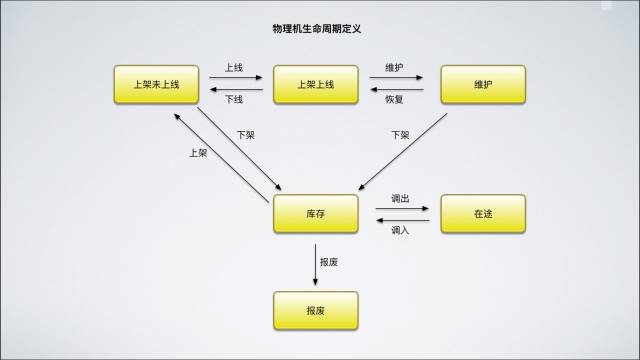 物理机生命周期定义
上线
维护
上架未上线
上架上线
维护
下线
恢复
下架
下架
上架
调出
库存
在途
调入
报废
报废